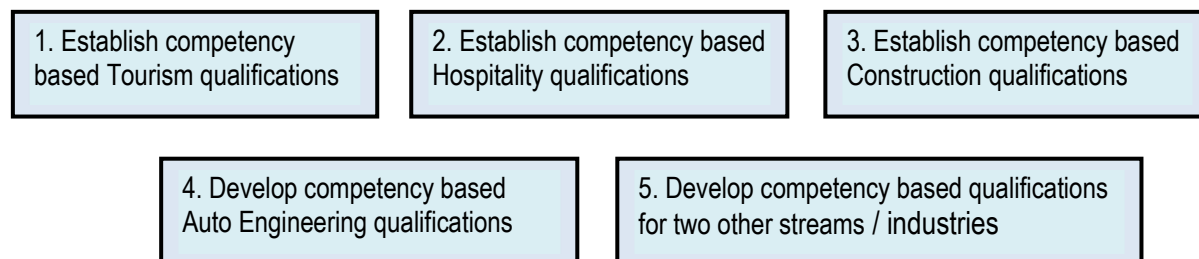 1. Establish competency
based Tourism qualifications
2. Establish competency based
Hospitality qualifications
3. Establish competency based
Construction qualifications
4. Develop competency based
Auto Engineering qualifications
5. Develop competency based qualifications
for two other streams / industries